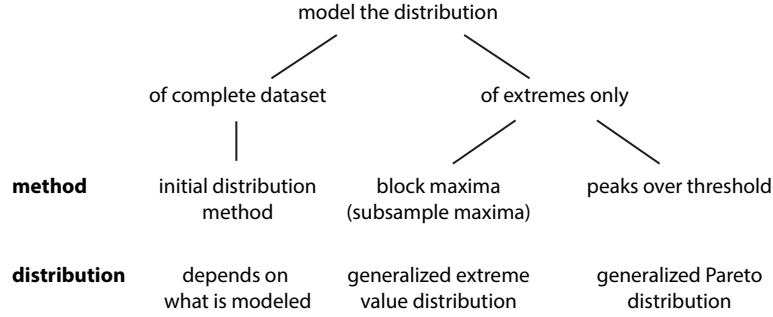 model the distribution
of complete dataset
of extremes only
method
initial distribution
method
block maxima
(subsample maxima)
peaks over threshold
distribution
depends on
what is modeled
generalized extreme
value distribution
generalized Pareto
distribution